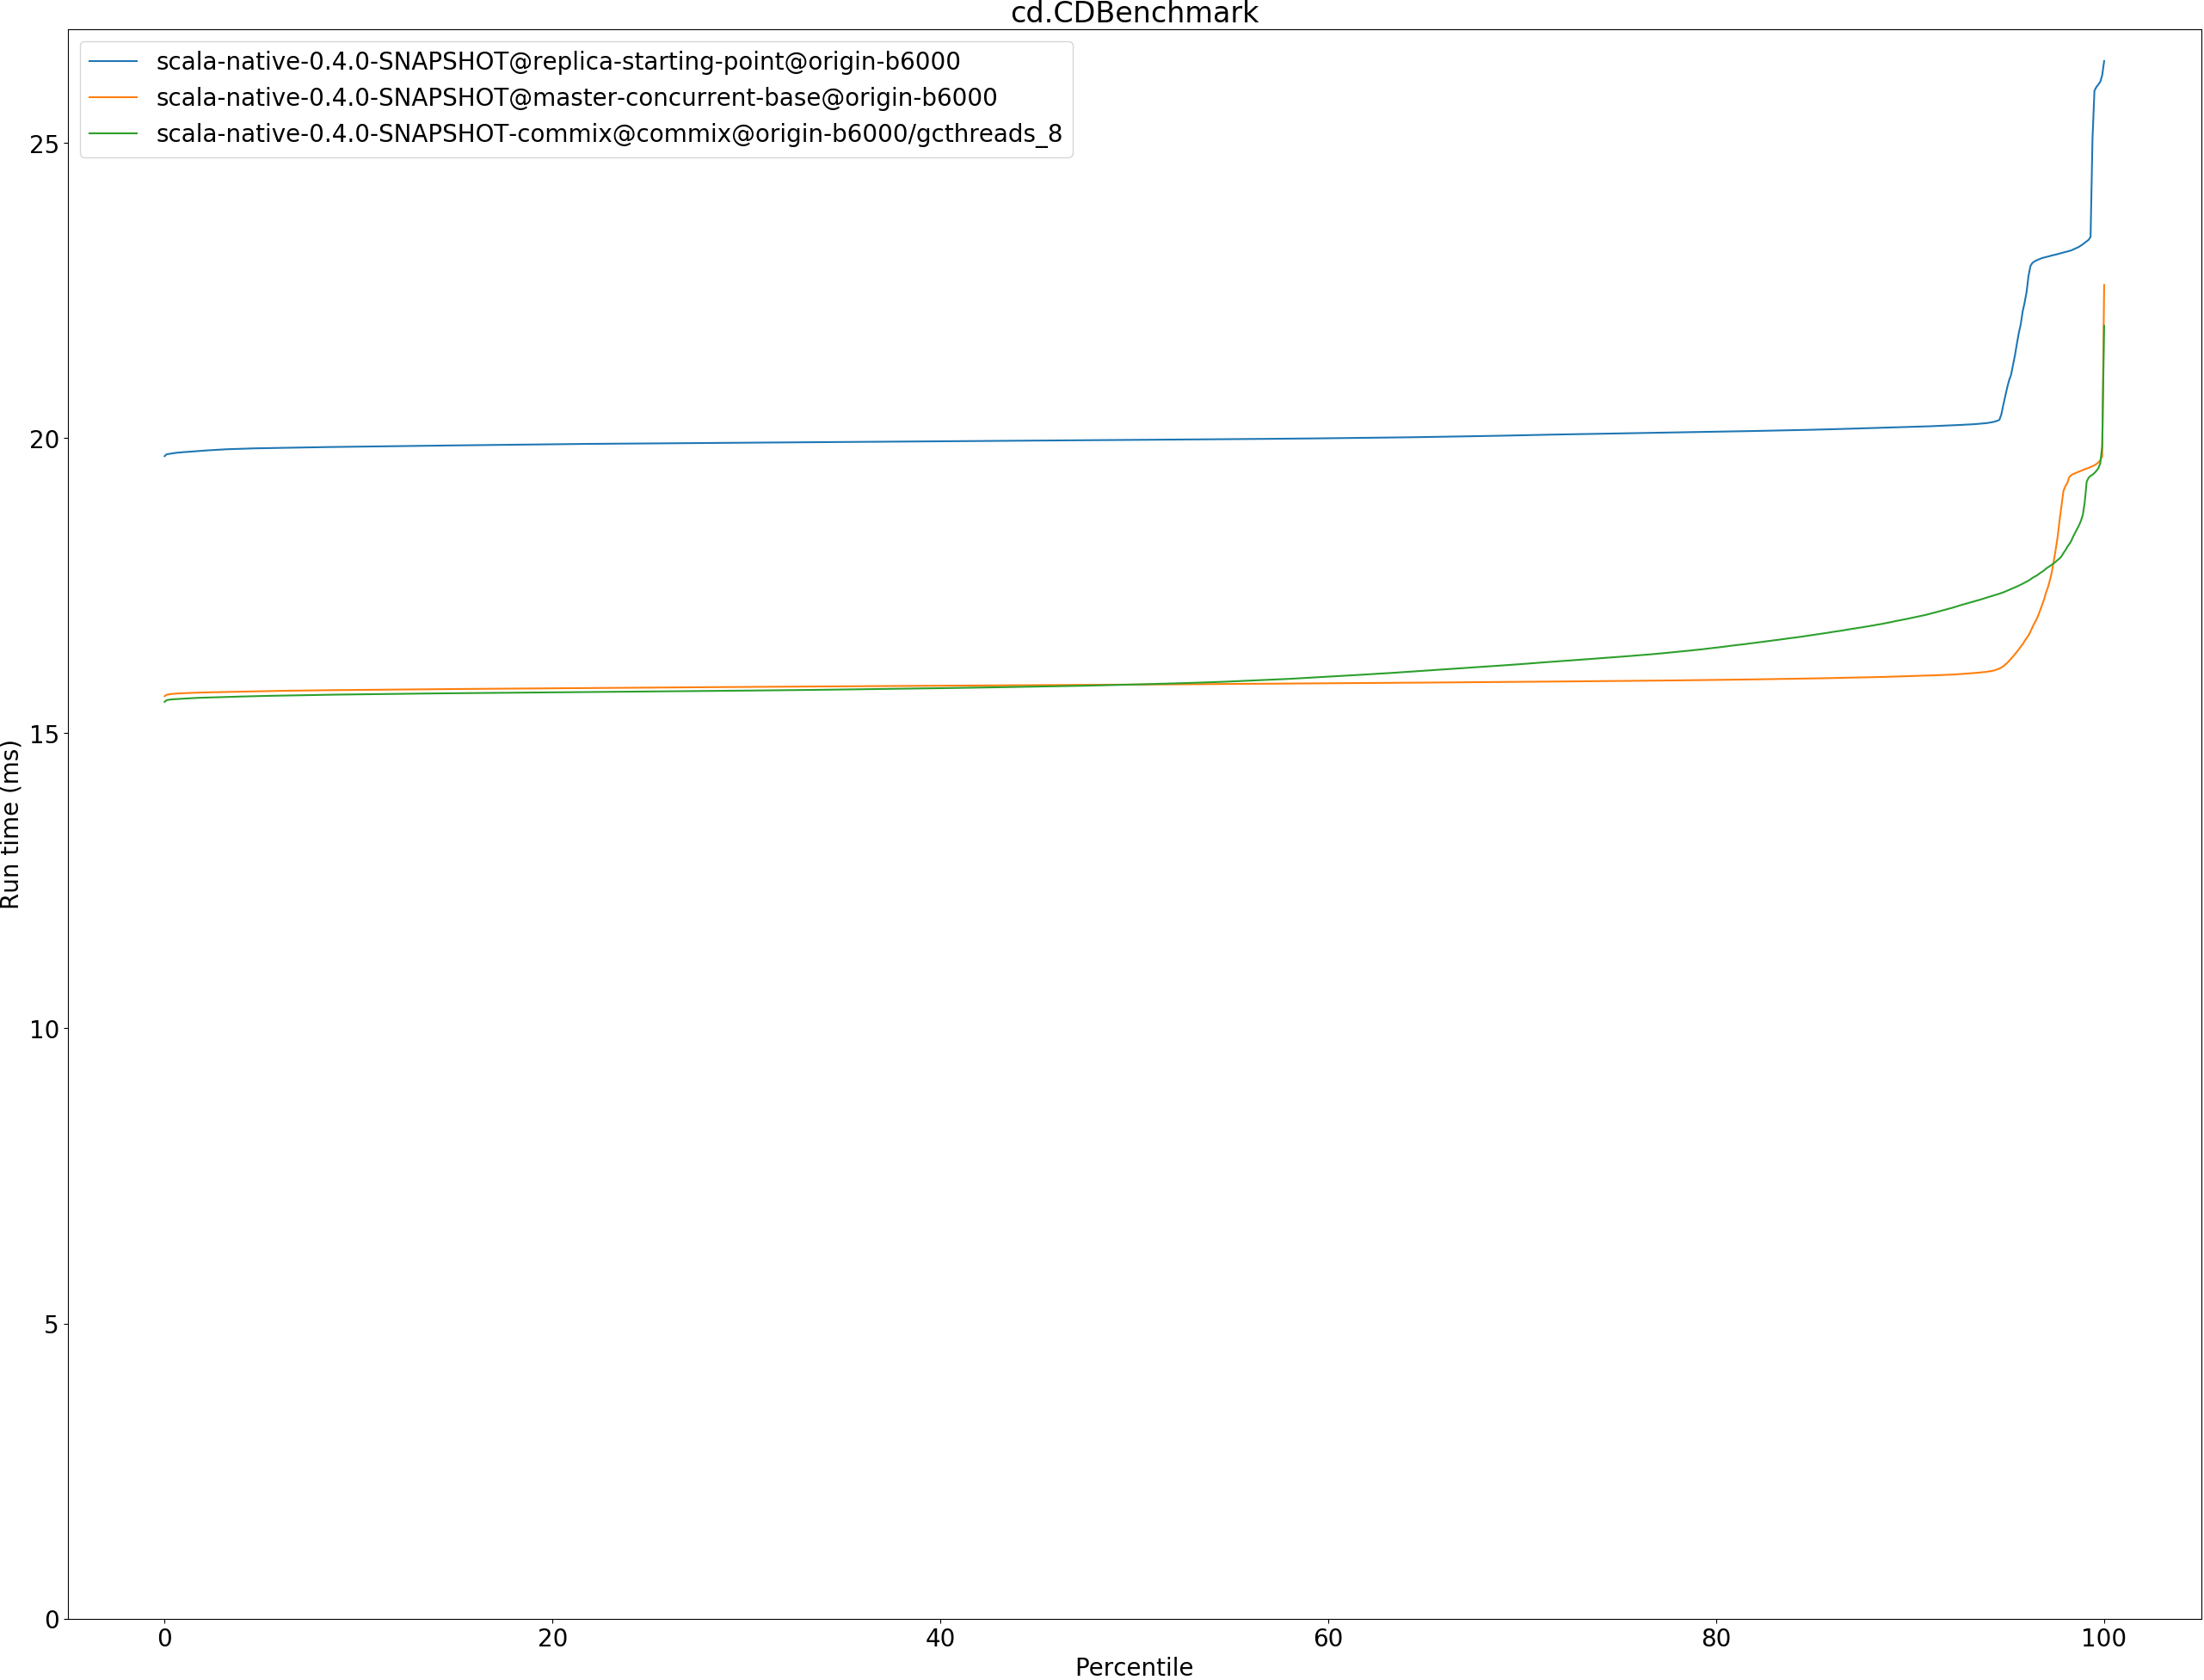 cd.CDBenchmark
scala-native-0.4.0-SNAPSHOT@replica-starting-point@origin-b6000
scala-native-0.4.0-SNAPSHOT@master-concurrent-base@origin-b6000
scala-native-0.4.0-SNAPSHOT-commix@commix@origin-b6000/gcthreads_8
25
20
15
10
5
0
Run time (ms)
0 20 40 60 80 100
Percentile